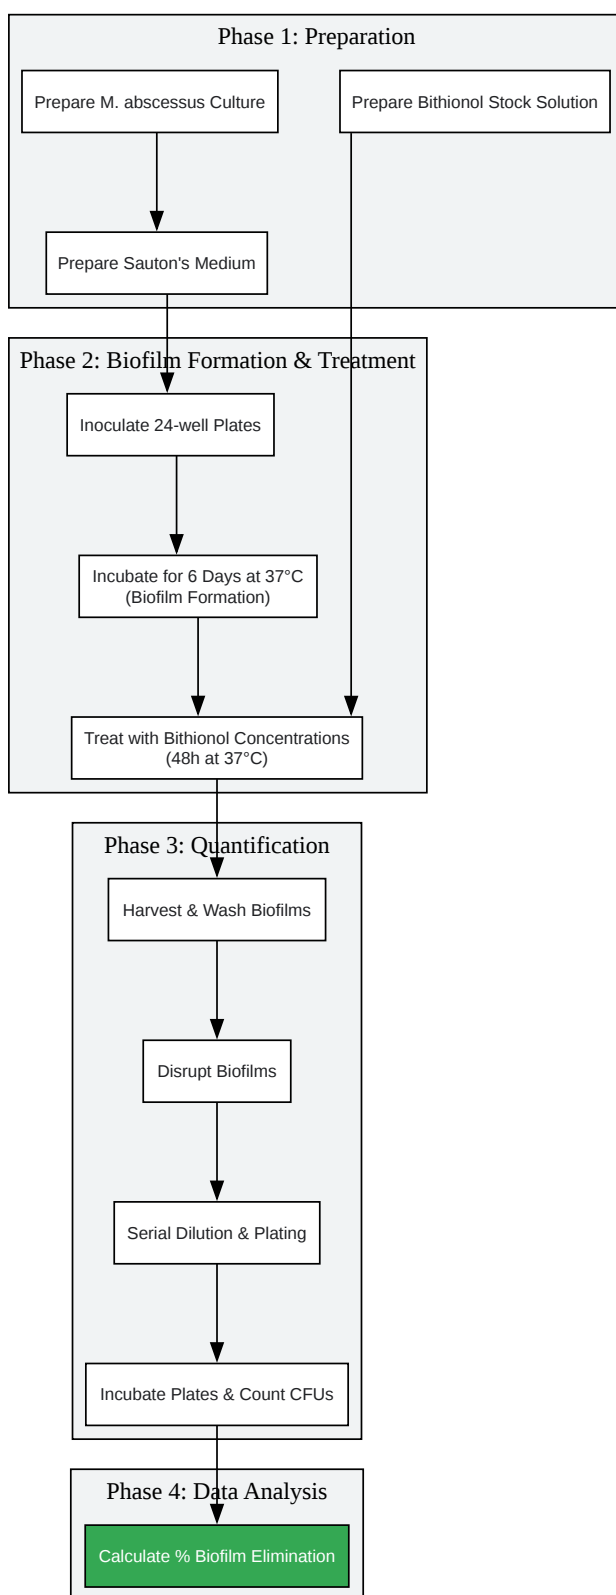 Phase 1: Preparation
Prepare M. abscessus Culture
Prepare Bithionol Stock Solution
Prepare Sauton's Medium
Phase 2: Biofilm Formation & Treatment
Inoculate 24-well Plates
Incubate for 6 Days at 37°C
(Biofilm Formation)
Treat with Bithionol Concentrations
(48h at 37°C)
Phase 3: Quantification
Harvest & Wash Biofilms
Disrupt Biofilms
Serial Dilution & Plating
Incubate Plates & Count CFUs
Phase 4: Data Analysis
Calculate % Biofilm Elimination